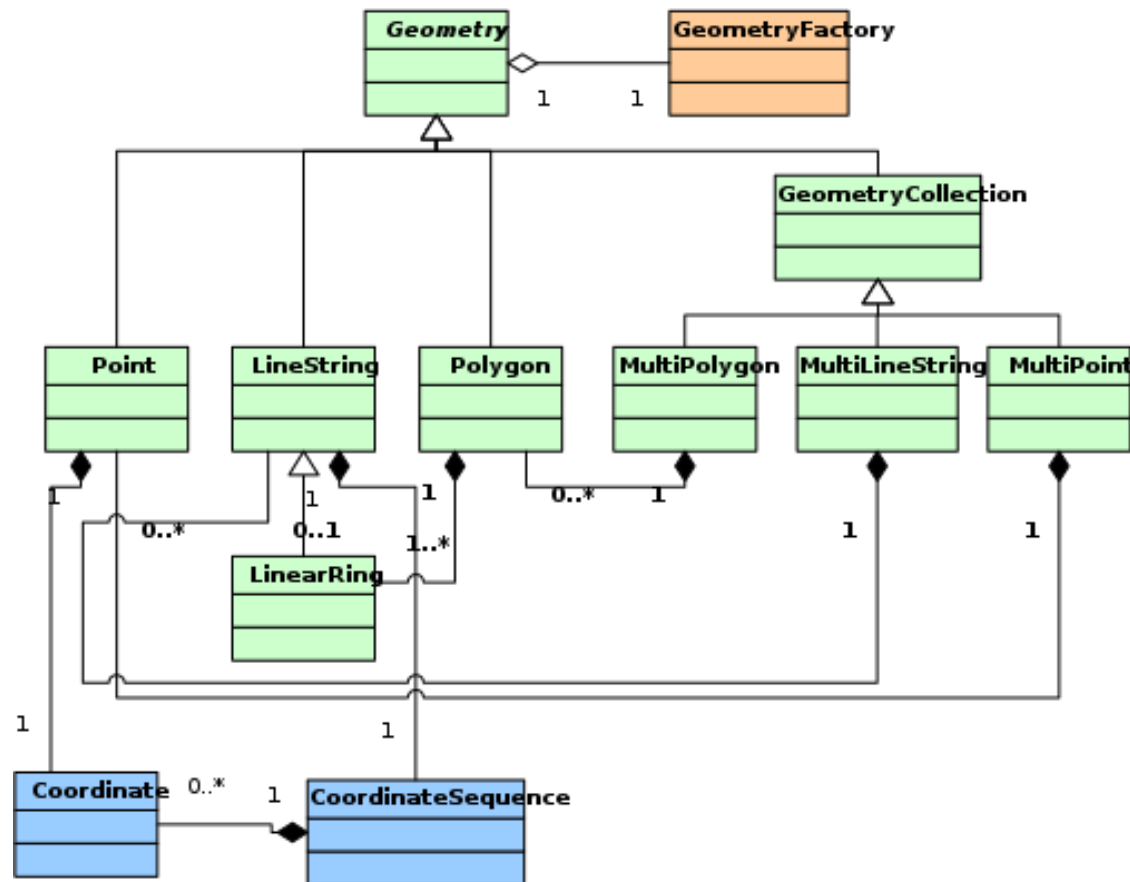 Geometry
GeometryFactory
1
1
GeometryCollection
Point
LineString
Polygon
MultiPolygon
MultiLineString
MultiPoint
1
1
1
0..*
1
0..*
0..1
1..*
1
1
LinearRing
1
1
Coordinate
0..*
1
CoordinateSequence